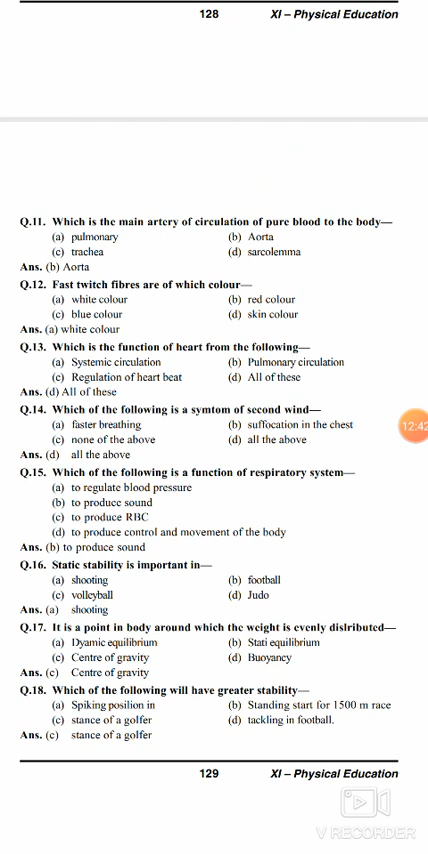 128 XI – Physical Education
Q.11. Which is the main artery of circulation of pure blood to the body—
(a) pulmonary (b) Aorta
(c) trachea (d) sarcolemma
Ans. (b) Aorta
Q.12. Fast twitch fibres are of which colour—
(a) white colour (b) red colour
(c) blue colour (d) skin colour
Ans. (a) white colour
Q.13. Which is the function of heart from the following—
(a) Systemic circulation (b) Pulmonary circulation
(c) Regulation of heart beat (d) All of these
Ans. (d) All of these
Q.14. Which of the following is a symtom of second wind—
(a) faster breathing (b) suffocation in the chest
(c) none of the above (d) all the above
12:42
Ans. (d) all the above
Q.15. Which of the following is a function of respiratory system—
(a) to regulate blood pressure
(b) to produce sound
(c) to produce RBC
(d) to produce control and movement of the body
Ans. (b) to produce sound
Q.16. Static stability is important in—
(a) shooting (b) football
(c) volleyball (d) Judo
Ans. (a) shooting
Q.17. It is a point in body around which the weight is evenly dislributed—
(a) Dyamic equilibrium (b) Stati equilibrium
(c) Centre of gravity (d) Buoyancy
Ans. (c) Centre of gravity
Q.18. Which of the following will have greater stability—
(a) Spiking posilion in (b) Standing start for 1500 m race
(c) stance of a golfer (d) tackling in football.
Ans. (c) stance of a golfer
129 XI – Physical Education
V RECORDER